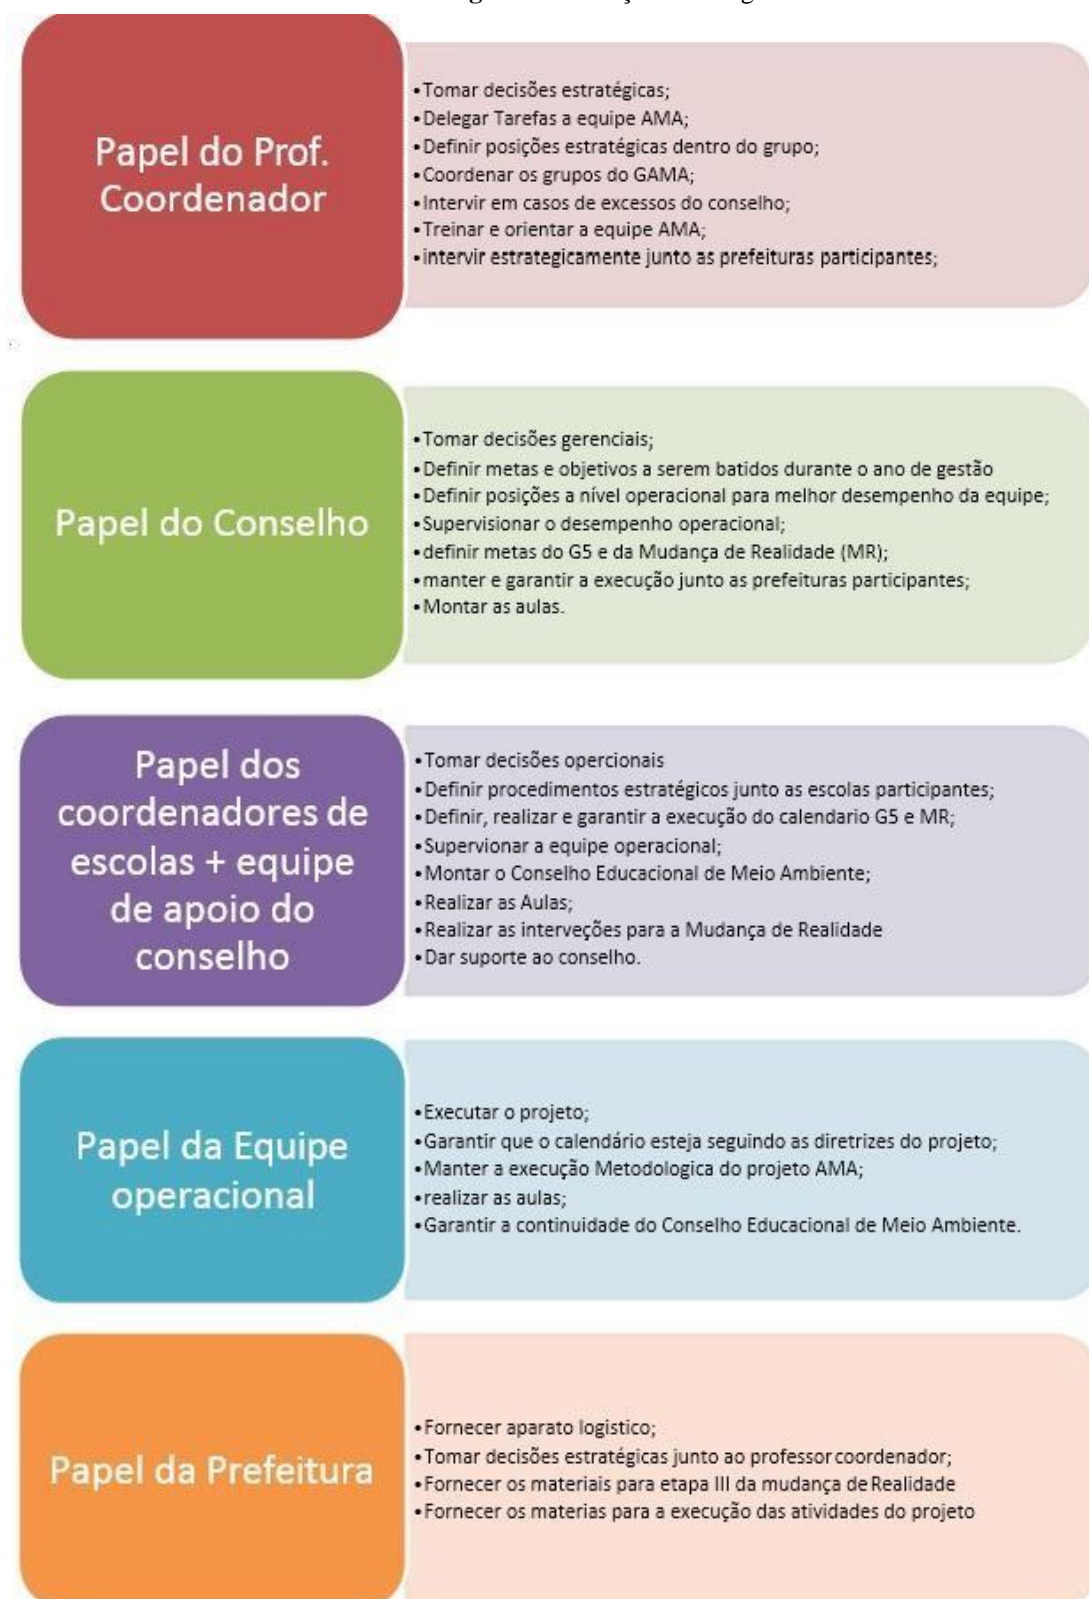 Papel do Prof.
Coordenador
•Tomar decisões estratégicas;
•Delegar Tarefas a equipe AMA;
•Definir posições estratégicas dentro do grupo;
•Coordenar os grupos do GAMA;
•Intervir em casos de excessos do conselho;
•Treinar e orientar a equipe AMA;
•intervir estrategicamente junto as prefeituras participantes;
Papel do Conselho
•Tomar decisões gerenciais;
•Definir metas e objetivos a serem batidos durante o ano de gestão
•Definir posições a nível operacional para melhor desempenho da equipe;
•Supervisionar o desempenho operacional;
•definir metas do G5 e da Mudança de Realidade (MR);
•manter e garantir a execução junto as prefeituras participantes;
•Montar as aulas.
Papel dos
coordenadores de
escolas + equipe
de apoio do
conselho
•Tomar decisões opercionais
•Definir procedimentos estratégicos junto as escolas participantes;
•Definir, realizar e garantir a execução do calendario G5 e MR;
•Supervionar a equipe operacional;
•Montar o Conselho Educacional de Meio Ambiente;
•Realizar as Aulas;
•Realizar as interveções para a Mudança de Realidade
•Dar suporte ao conselho.
Papel da Equipe
operacional
•Executar o projeto;
•Garantir que o calendário esteja seguindo as diretrizes do projeto;
•Manter a execução Metodologica do projeto AMA;
•realizar as aulas;
•Garantir a continuidade do Conselho Educacional de Meio Ambiente.
Papel da Prefeitura
•Fornecer aparato logistico;
•Tomar decisões estratégicas junto ao professor coordenador;
•Fornecer os materiais para etapa III da mudança de Realidade
•Fornecer os materias para a execução das atividades do projeto